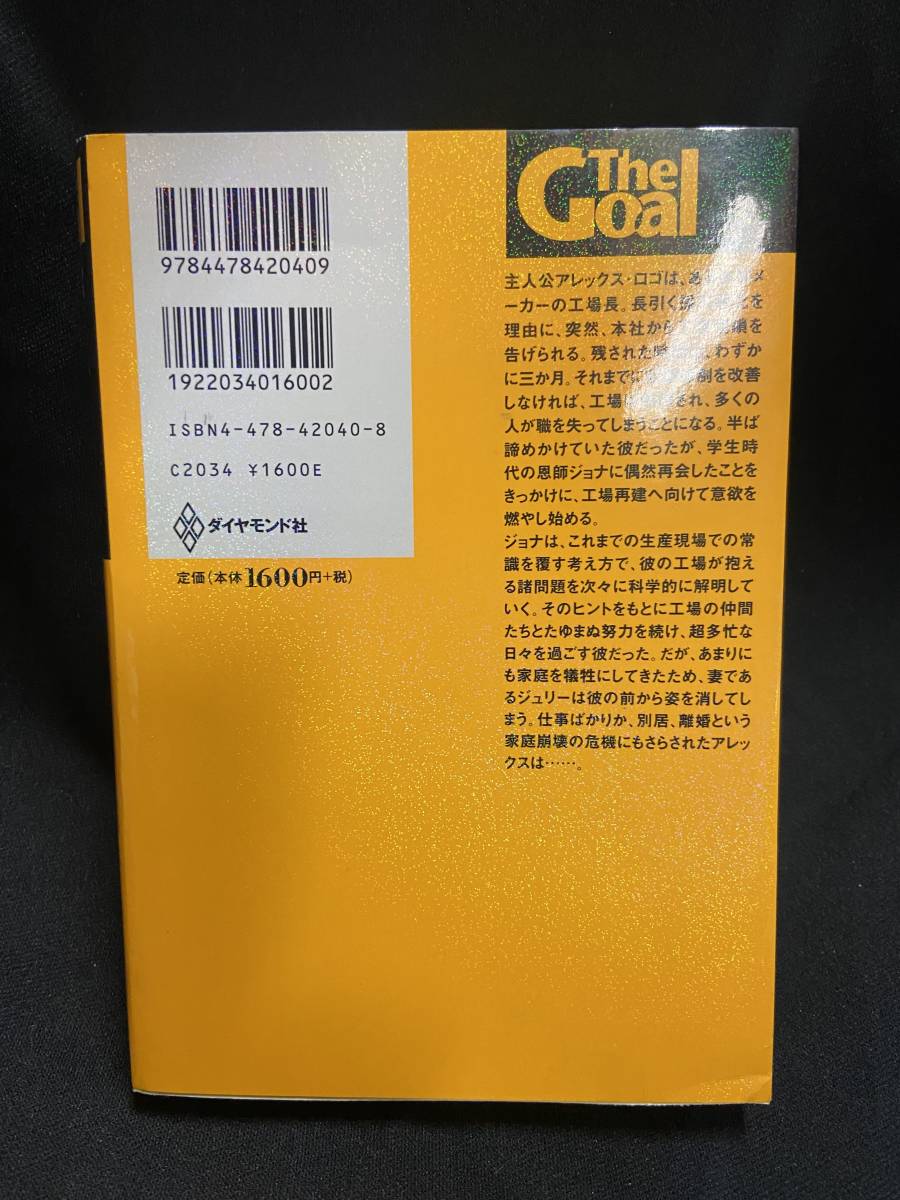 9784478420409
1922034016002
ISBN4-478-42040-8
C2034 ¥1600E
ダイヤモンド社
定価(本体1600円+税)
The
Goal
主人公アレックス・ロゴは、あ メ
ーカーの工場長。長引く を
理由に、突然、本社から を
告げられる。残された わずか
に三か月。それまでに を改善
しなければ、工場 され、多くの
人が職を失ってしまうことになる。半ば
諦めかけていた彼だったが、学生時
代の恩師ジョナに偶然再会したことを
きっかけに、工場再建へ向けて意欲を
燃やし始める。
ジョナは、これまでの生産現場での常
識を覆す考え方で、彼の工場が抱え
る諸問題を次々に科学的に解明して
いく。そのヒントをもとに工場の仲間
たちとたゆまぬ努力を続け、超多忙な
日々を過ごす彼だった。だが、あまりに
も家庭を犠牲にしてきたため、妻であ
るジュリーは彼の前から姿を消してし
まう。仕事ばかりか、別居、離婚という
家庭崩壊の危機にもさらされたアレッ
クスは……。